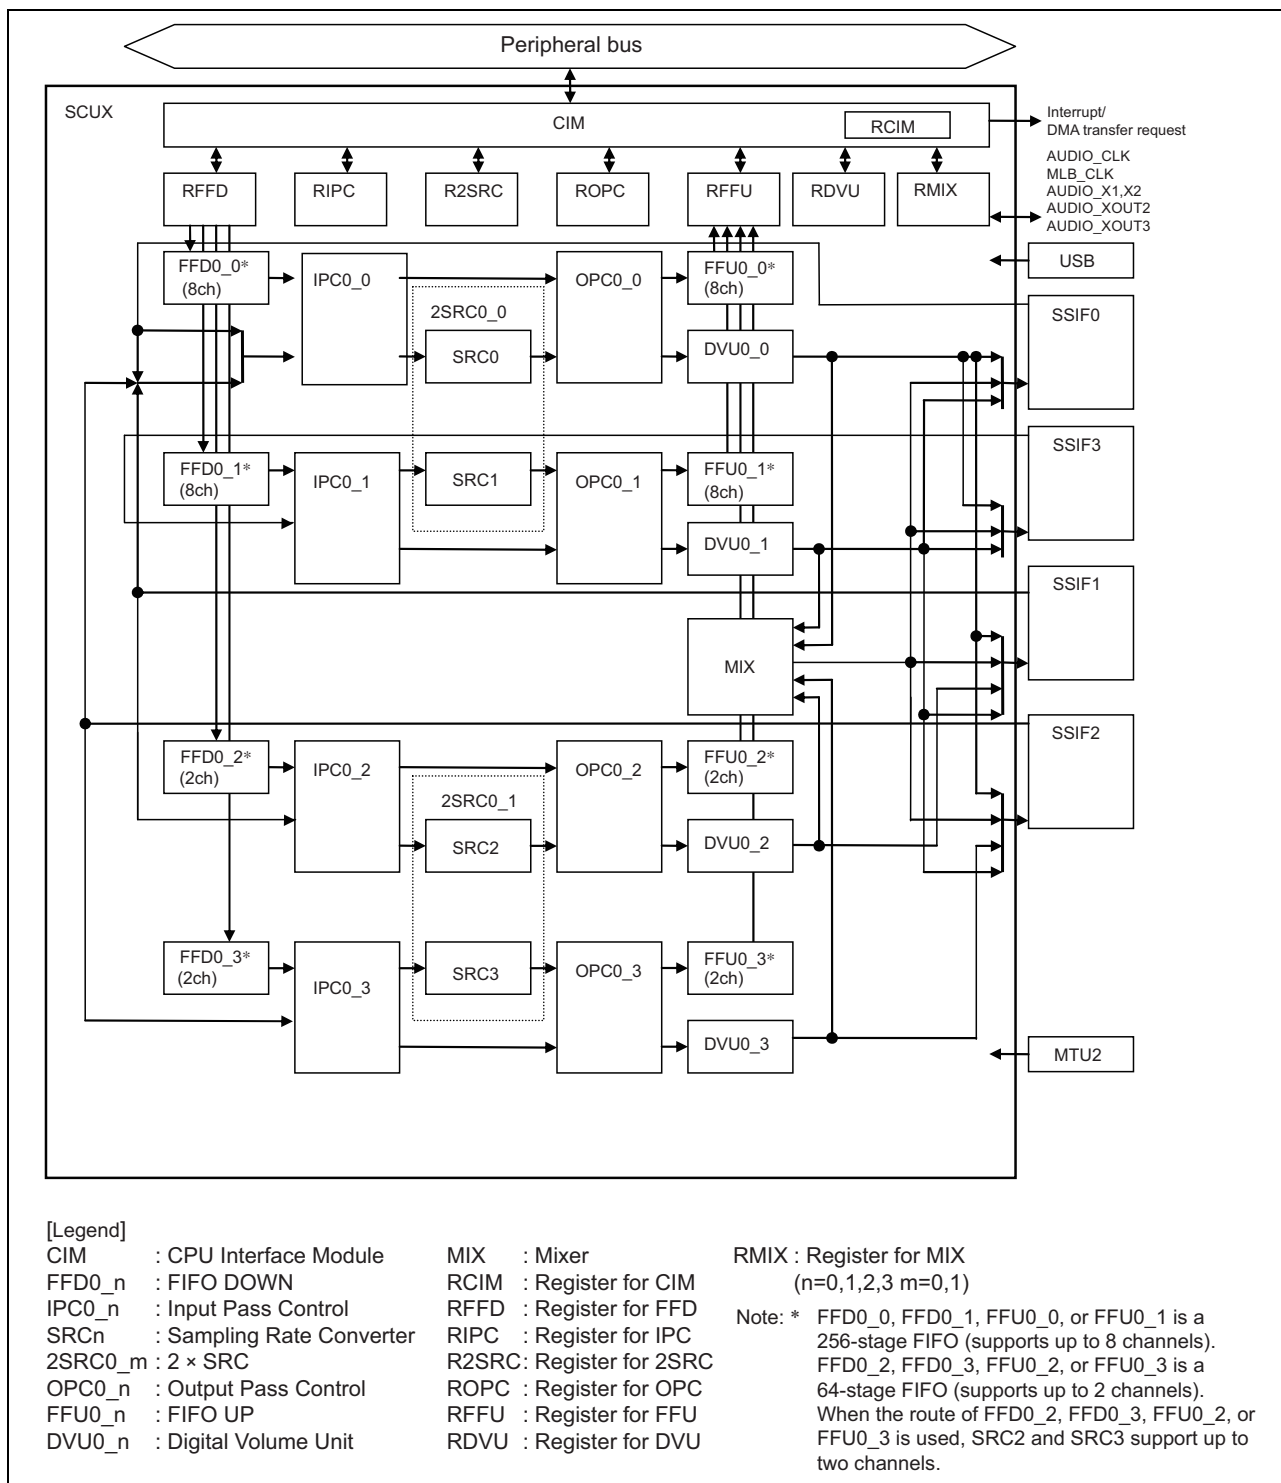 Peripheral bus
SCUX
CIM
RCIM
Interrupt/
DMA transfer request
AUDIO_CLK
MLB_CLK
AUDIO_X1,X2
AUDIO_XOUT2
AUDIO_XOUT3
RFFD
RIPC
R2SRC
ROPC
RFFU
RDVU
RMIX
USB
FFD0_0*
(8ch)
IPC0_0
2SRC0_0
SRC0
OPC0_0
FFU0_0*
(8ch)
DVU0_0
SSIF0
FFD0_1*
(8ch)
IPC0_1
SRC1
OPC0_1
FFU0_1*
(8ch)
DVU0_1
SSIF3
MIX
SSIF1
SSIF2
FFD0_2*
(2ch)
IPC0_2
2SRC0_1
SRC2
OPC0_2
FFU0_2*
(2ch)
DVU0_2
FFD0_3*
(2ch)
IPC0_3
SRC3
OPC0_3
FFU0_3*
(2ch)
DVU0_3
MTU2
[Legend]
CIM : CPU Interface Module
FFD0_n : FIFO DOWN
IPC0_n : Input Pass Control
SRCn : Sampling Rate Converter
2SRC0_m : 2 × SRC
OPC0_n : Output Pass Control
FFU0_n : FIFO UP
DVU0_n : Digital Volume Unit
MIX : Mixer
RCIM : Register for CIM
RFFD : Register for FFD
RIPC : Register for IPC
R2SRC : Register for 2SRC
ROPC : Register for OPC
RFFU : Register for FFU
RDVU : Register for DVU
RMIX : Register for MIX
(n=0,1,2,3 m=0,1)
Note: * FFD0_0, FFD0_1, FFU0_0, or FFU0_1 is a
256-stage FIFO (supports up to 8 channels).
FFD0_2, FFD0_3, FFU0_2, or FFU0_3 is a
64-stage FIFO (supports up to 2 channels).
When the route of FFD0_2, FFD0_3, FFU0_2, or
FFU0_3 is used, SRC2 and SRC3 support up to
two channels.